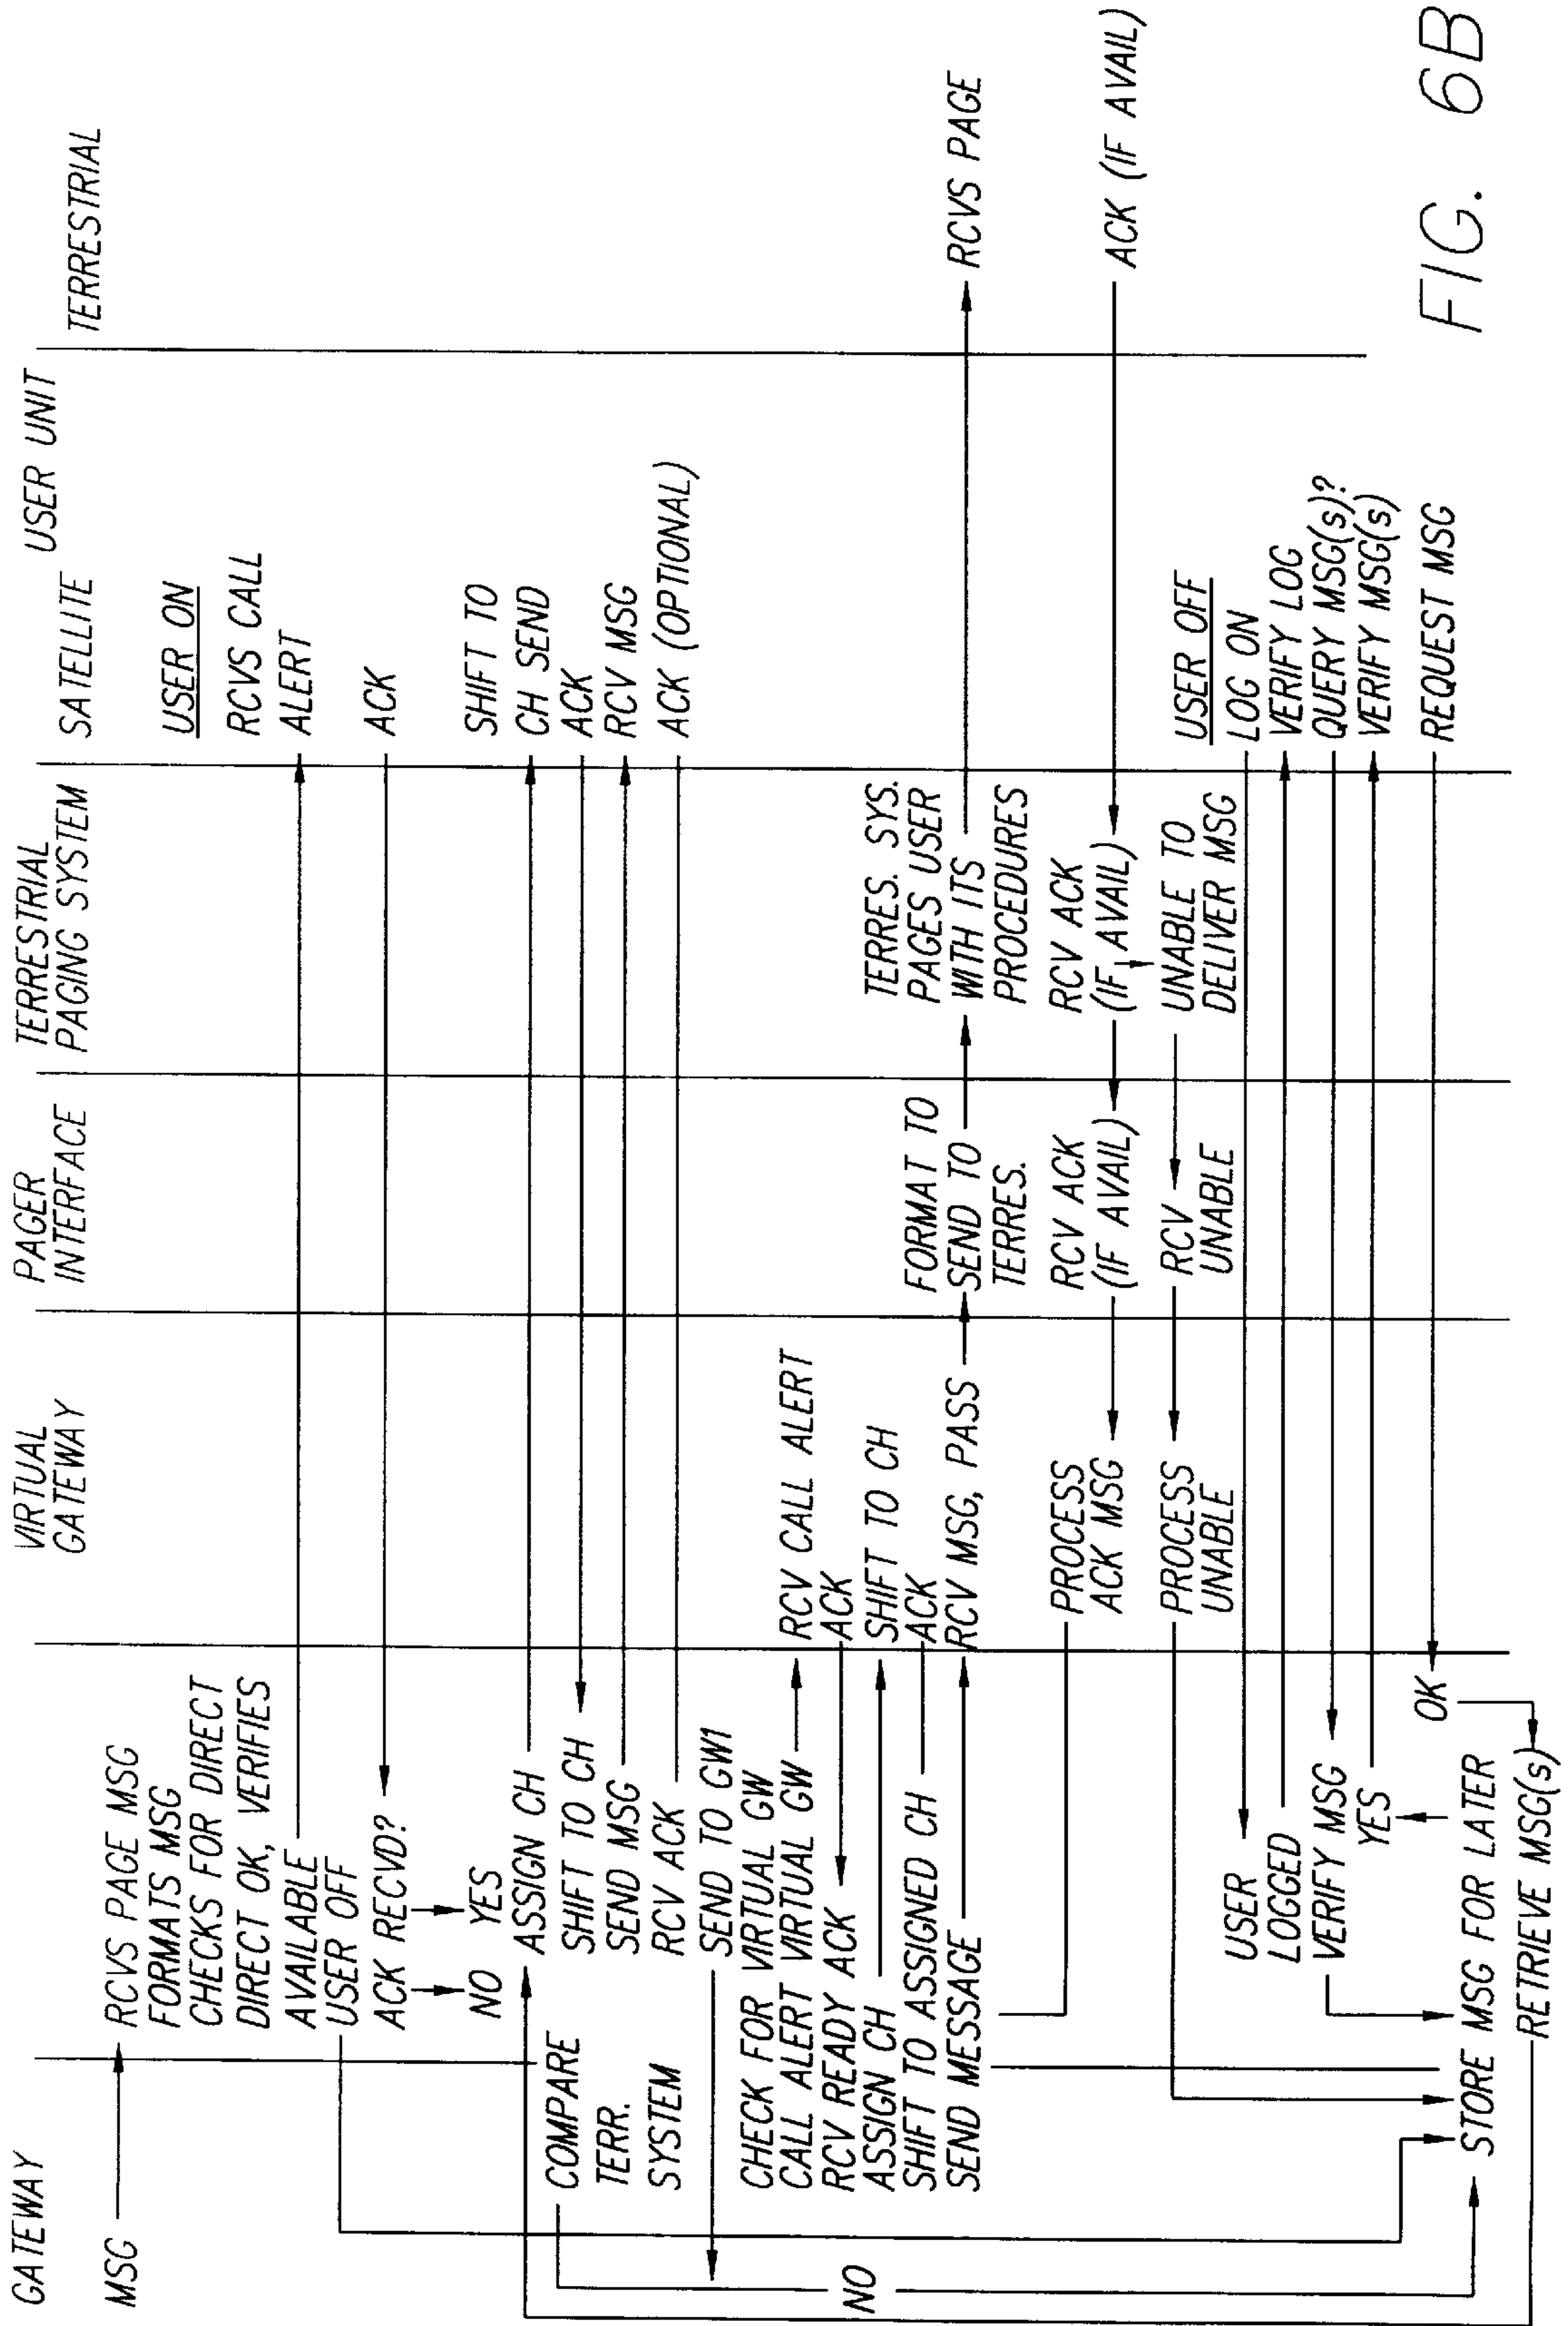 GATEWAY
VIRTUAL
GATEWAY
PAGER
INTERFACE
TERRESTRIAL
PAGING SYSTEM
USER UNIT
SATELLITE
TERRESTRIAL
MSG
RCVS PAGE MSG
FORMATS MSG
CHECKS FOR DIRECT
DIRECT OK, VERIFIES
AVAILABLE
USER OFF
ACK RECVD?
NO
YES
USER ON
RCVS CALL
ALERT
ACK
COMPARE
TERR.
SYSTEM
ASSIGN CH
SHIFT TO CH
SEND MSG
RCV ACK
SEND TO GW1
SHIFT TO
CH SEND
ACK
RCV MSG
ACK (OPTIONAL)
CHECK FOR VIRTUAL GW
CALL ALERT VIRTUAL GW
RCV READY ACK
ASSIGN CH
SHIFT TO ASSIGNED CH
SEND MESSAGE
RCV CALL ALERT
ACK
SHIFT TO CH
ACK
RCV MSG, PASS
FORMAT TO
SEND TO
TERRES.
TERRES. SYS.
PAGES USER
WITH ITS
PROCEDURES
RCVS PAGE
NO
PROCESS
ACK MSG
RCV ACK
(IF AVAIL)
RCV ACK
(IF AVAIL)
ACK (IF AVAIL)
PROCESS
UNABLE
RCV
UNABLE
UNABLE TO
DELIVER MSG
USER
LOGGED
VERIFY MSG
YES
USER OFF
LOG ON
VERIFY LOG
QUERY MSG(s)?
VERIFY MSG(s)
REQUEST MSG
OK
STORE MSG FOR LATER
RETRIEVE MSG(s)
FIG. 6B